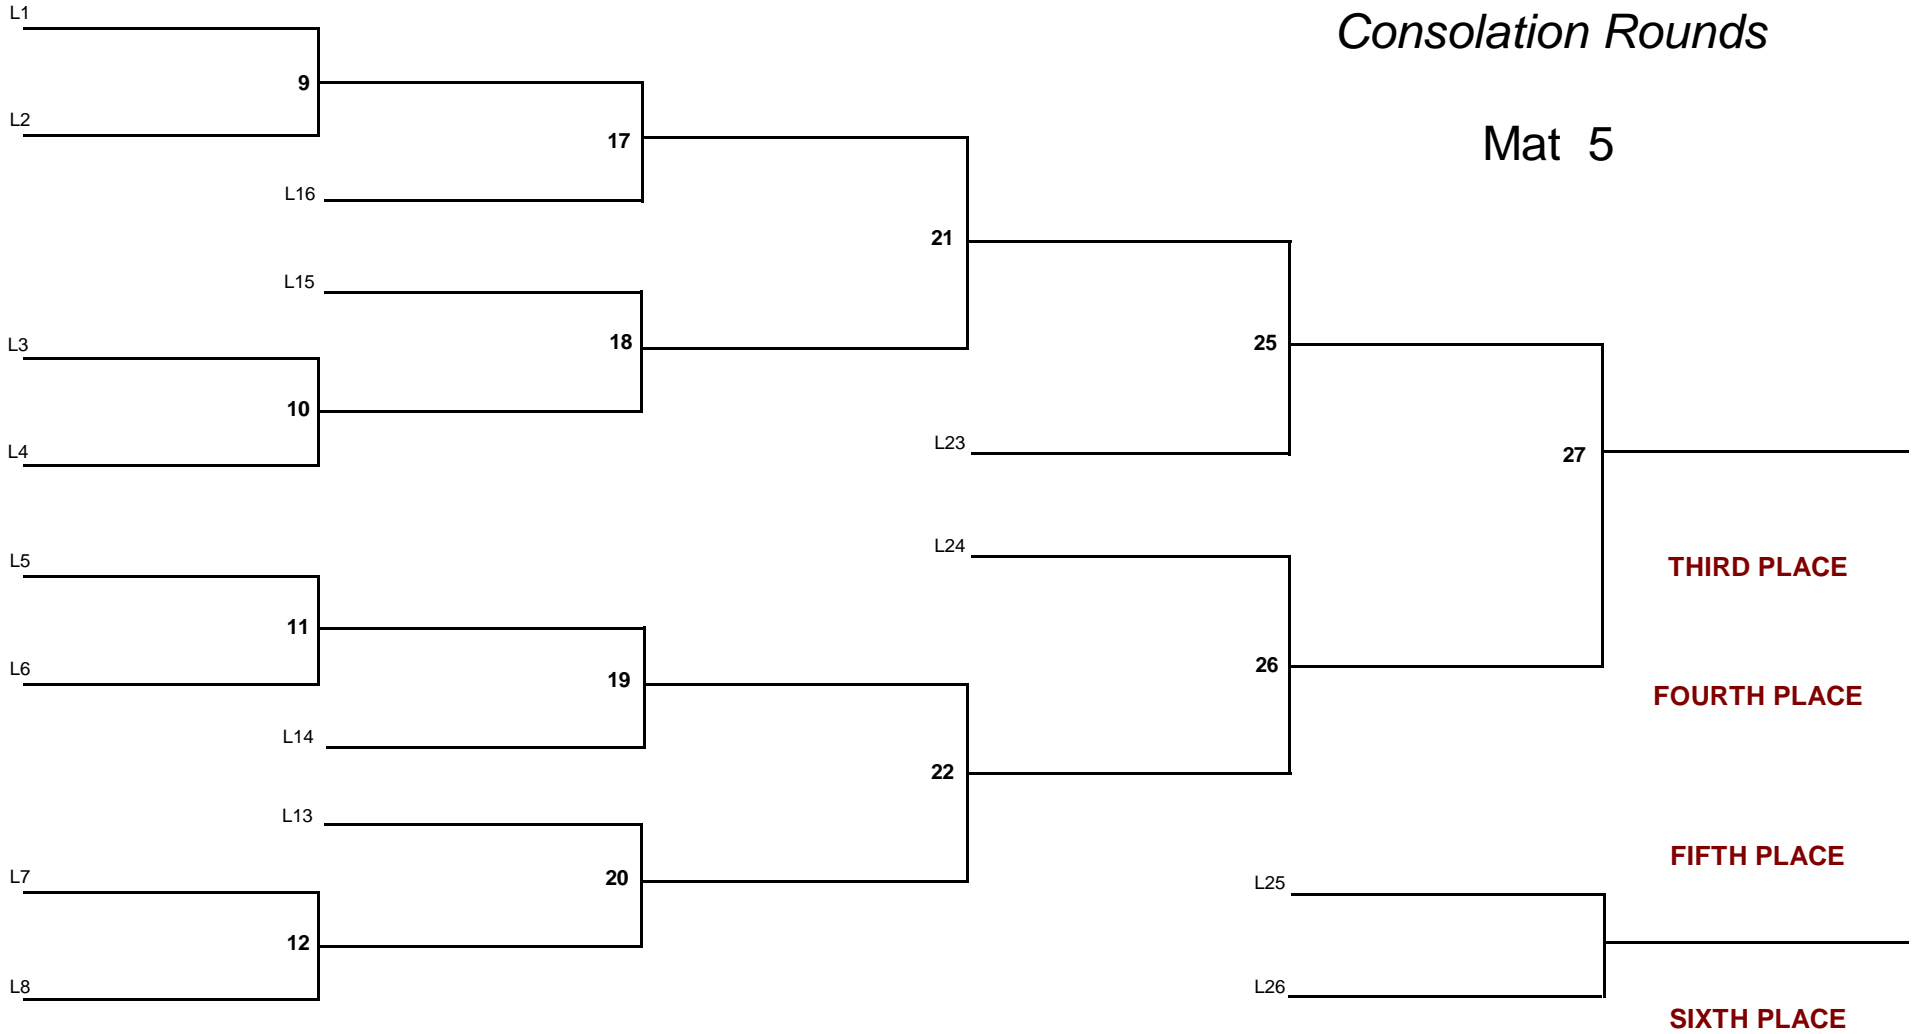 L1
Consolation Rounds
9
L2
17
Mat 5
L16
21
L15
L3
18
25
10
L4
L23
27
L5
L24
THIRD PLACE
11
L6
19
26
FOURTH PLACE
L14
22
L13
FIFTH PLACE
L7
20
L25
12
L8
L26
SIXTH PLACE